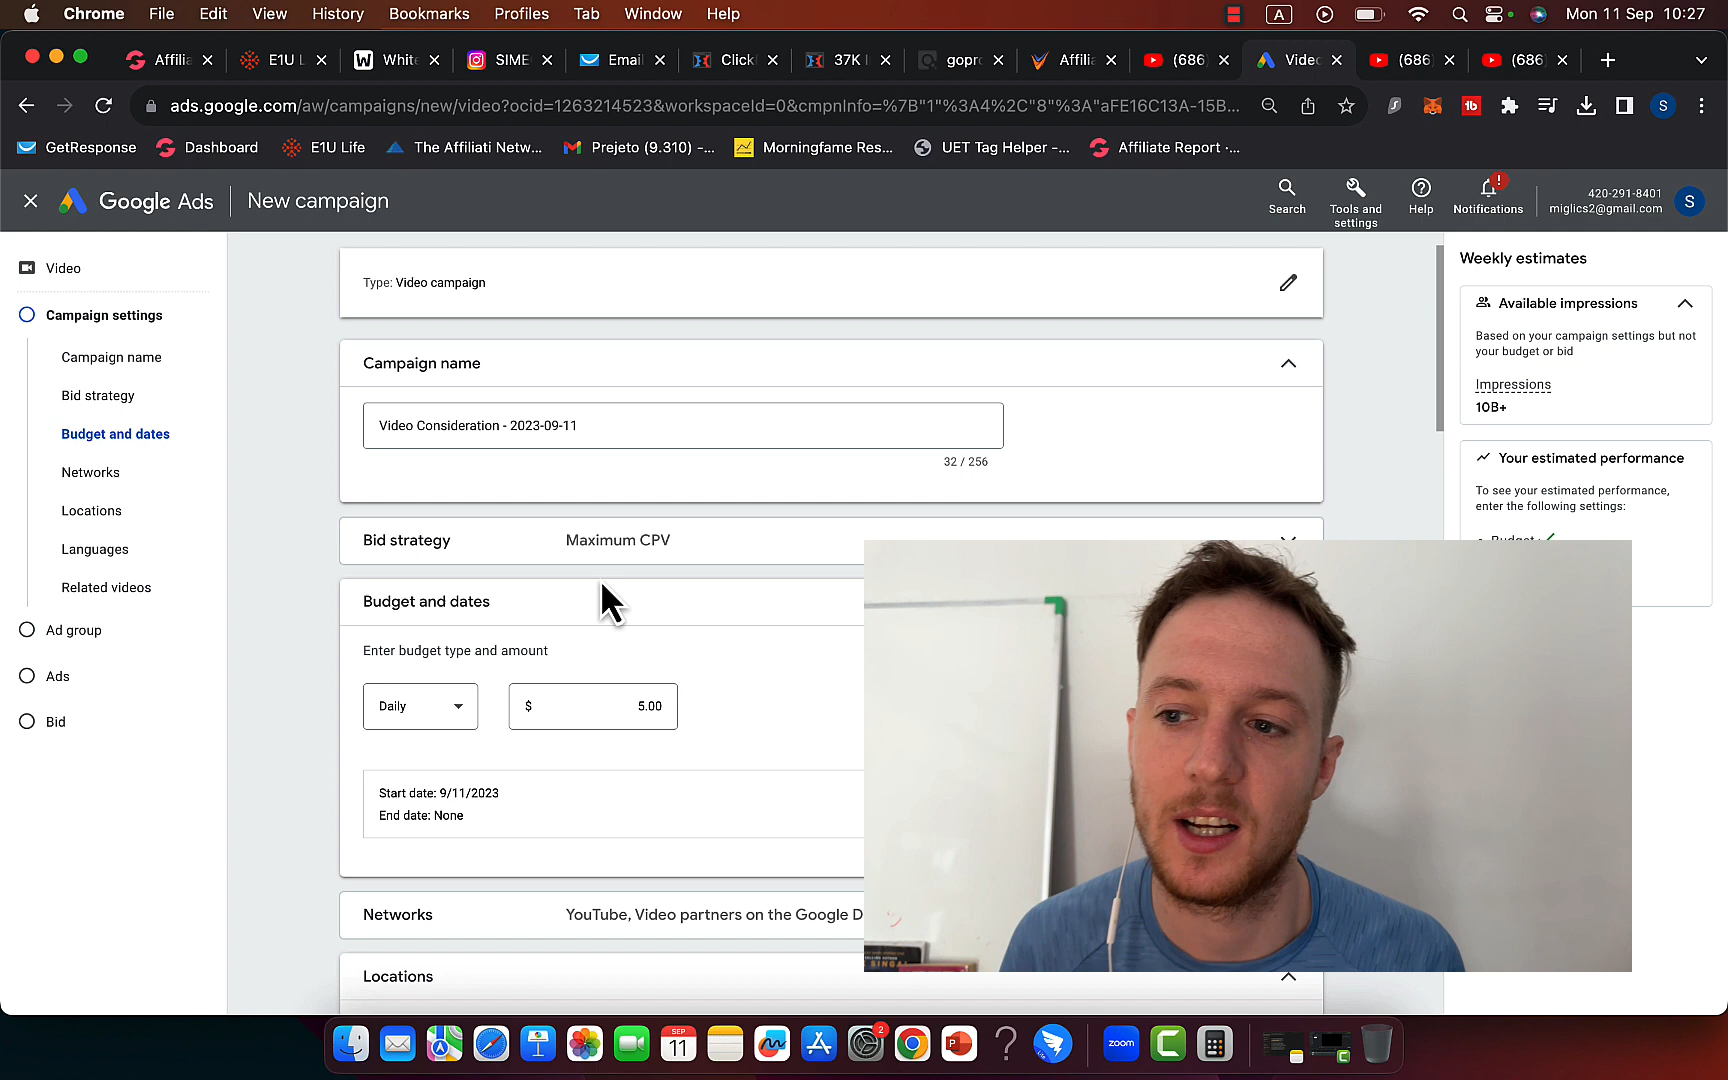 Chrome File Edit View History Bookmarks Profiles Tab Window Help
A
Mon 11 Sep 10:27
Affilia
E1U L
White
SIME
Email
Click
37K
gopr
Affilia
(686)
Video
(686)
(686)
ads.google.com/aw/campaigns/new/video?ocid=1263214523&workspaceId=0&cmpnInfo=%7B"1"%3A4%2C"8"%3A"aFE16C13A-15B...
S
GetResponse
Dashboard
E1U Life
The Affiliati Netw...
Prejeto (9.310) -...
Morningfame Res...
UET Tag Helper -...
Affiliate Report -...
Google Ads
New campaign
Search
Tools and
settings
Help
Notifications
420-291-8401
miglics2@gmail.com
S
Video
Campaign settings
Campaign name
Bid strategy
Budget and dates
Networks
Locations
Languages
Related videos
Ad group
Ads
Bid
Type: Video campaign
Campaign name
Video Consideration - 2023-09-11
32 / 256
Bid strategy
Maximum CPV
Budget and dates
Enter budget type and amount
Daily
$ 5.00
Start date: 9/11/2023
End date: None
Networks
YouTube, Video partners on the Google D
Locations
Weekly estimates
Available impressions
Based on your campaign settings but not
your budget or bid
Impressions
10B+
Your estimated performance
To see your estimated performance,
enter the following settings:
Budget
SEP
11
2
zoom